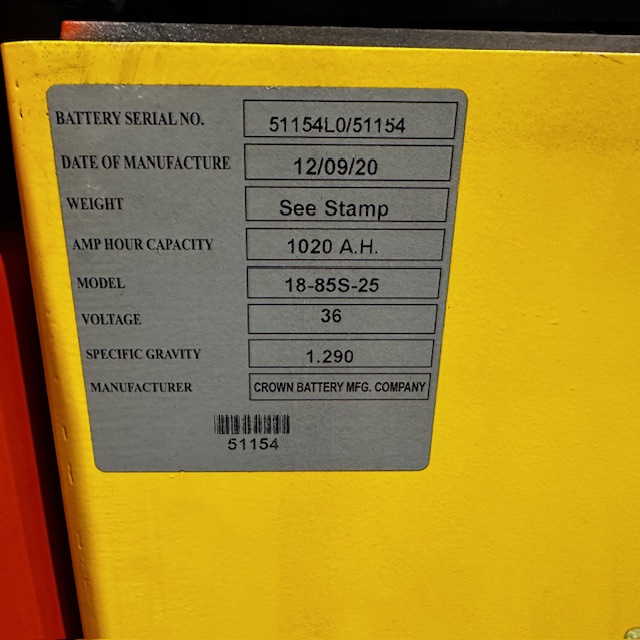 BATTERY SERIAL NO. 51154L0/51154
DATE OF MANUFACTURE 12/09/20
WEIGHT See Stamp
AMP HOUR CAPACITY 1020 A.H.
MODEL 18-85S-25
VOLTAGE 36
SPECIFIC GRAVITY 1.290
MANUFACTURER CROWN BATTERY MFG. COMPANY
51154